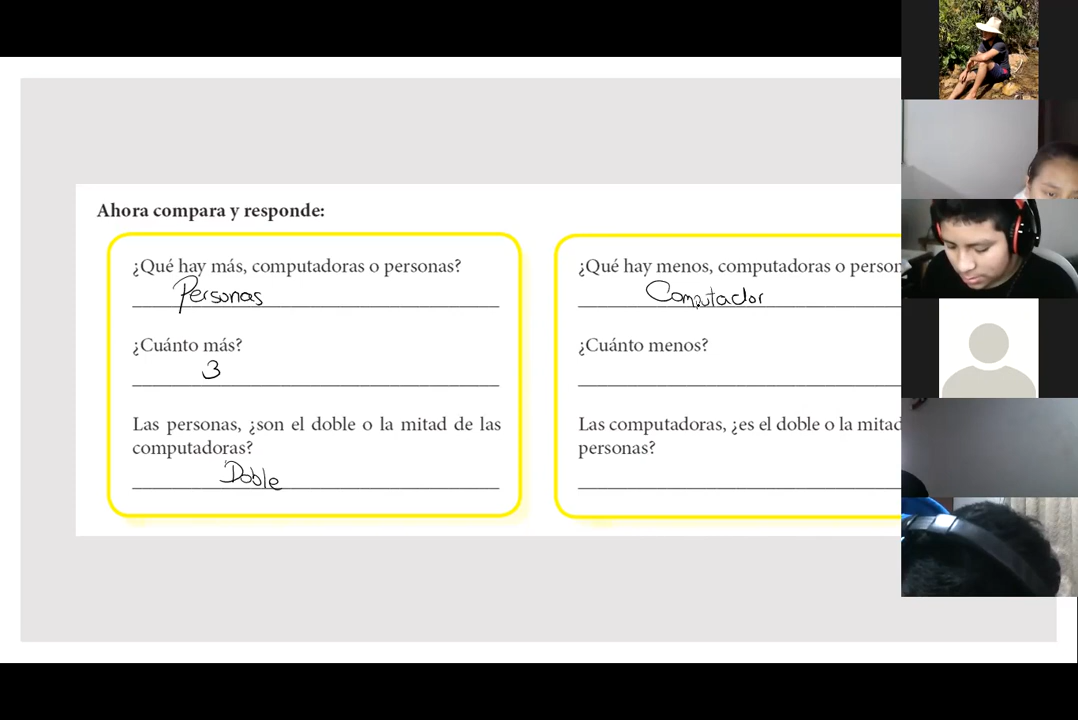 Ahora compara y responde:
¿Qué hay más, computadoras o personas?
Personas
¿Cuánto más?
3
Las personas, ¿son el doble o la mitad de las
computadoras?
Doble
¿Qué hay menos, computadoras o person
Computador
¿Cuánto menos?
Las computadoras, ¿es el doble o la mitad
personas?